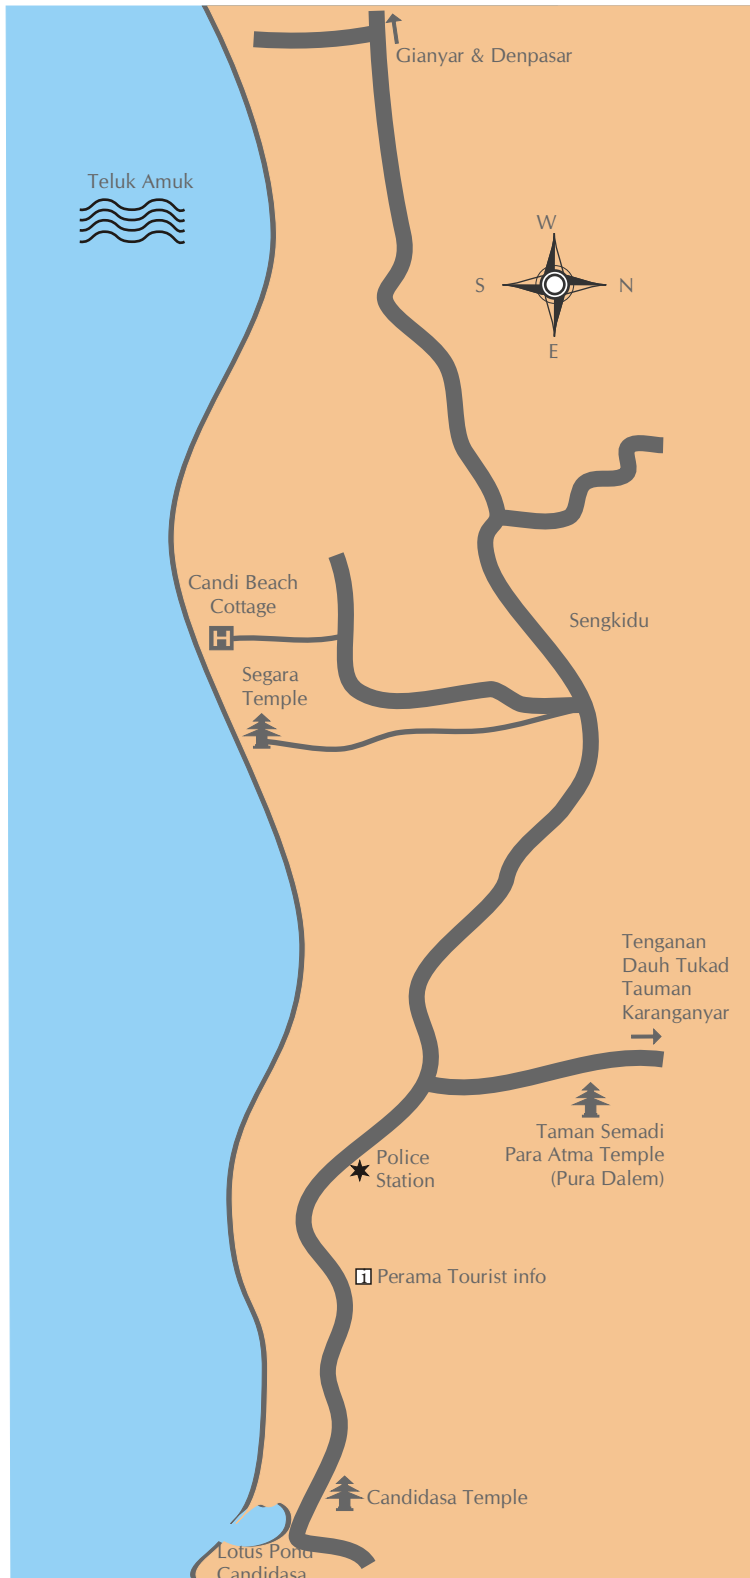 Gianyar & Denpasar
Teluk Amuk
W
S
N
E
Candi Beach
Cottage
H
Sengkidu
Segara
Temple
Tenganan
Dauh Tukad
Tauman
Karanganyar
Taman Semadi
Para Atma Temple
(Pura Dalem)
Police
Station
i Perama Tourist info
Candidasa Temple
Lotus Pond
Candidasa